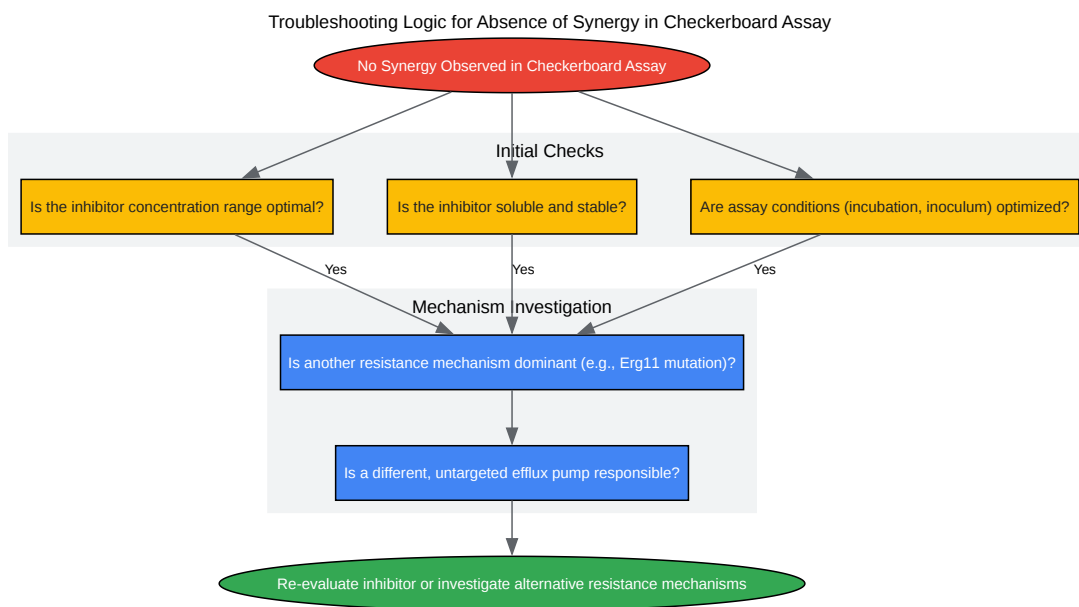 Troubleshooting Logic for Absence of Synergy in Checkerboard Assay
No Synergy Observed in Checkerboard Assay
Initial Checks
Is the inhibitor concentration range optimal?
Is the inhibitor soluble and stable?
Are assay conditions (incubation, inoculum) optimized?
Yes
Yes
Yes
Mechanism Investigation
Is another resistance mechanism dominant (e.g., Erg11 mutation)?
Is a different, untargeted efflux pump responsible?
Re-evaluate inhibitor or investigate alternative resistance mechanisms